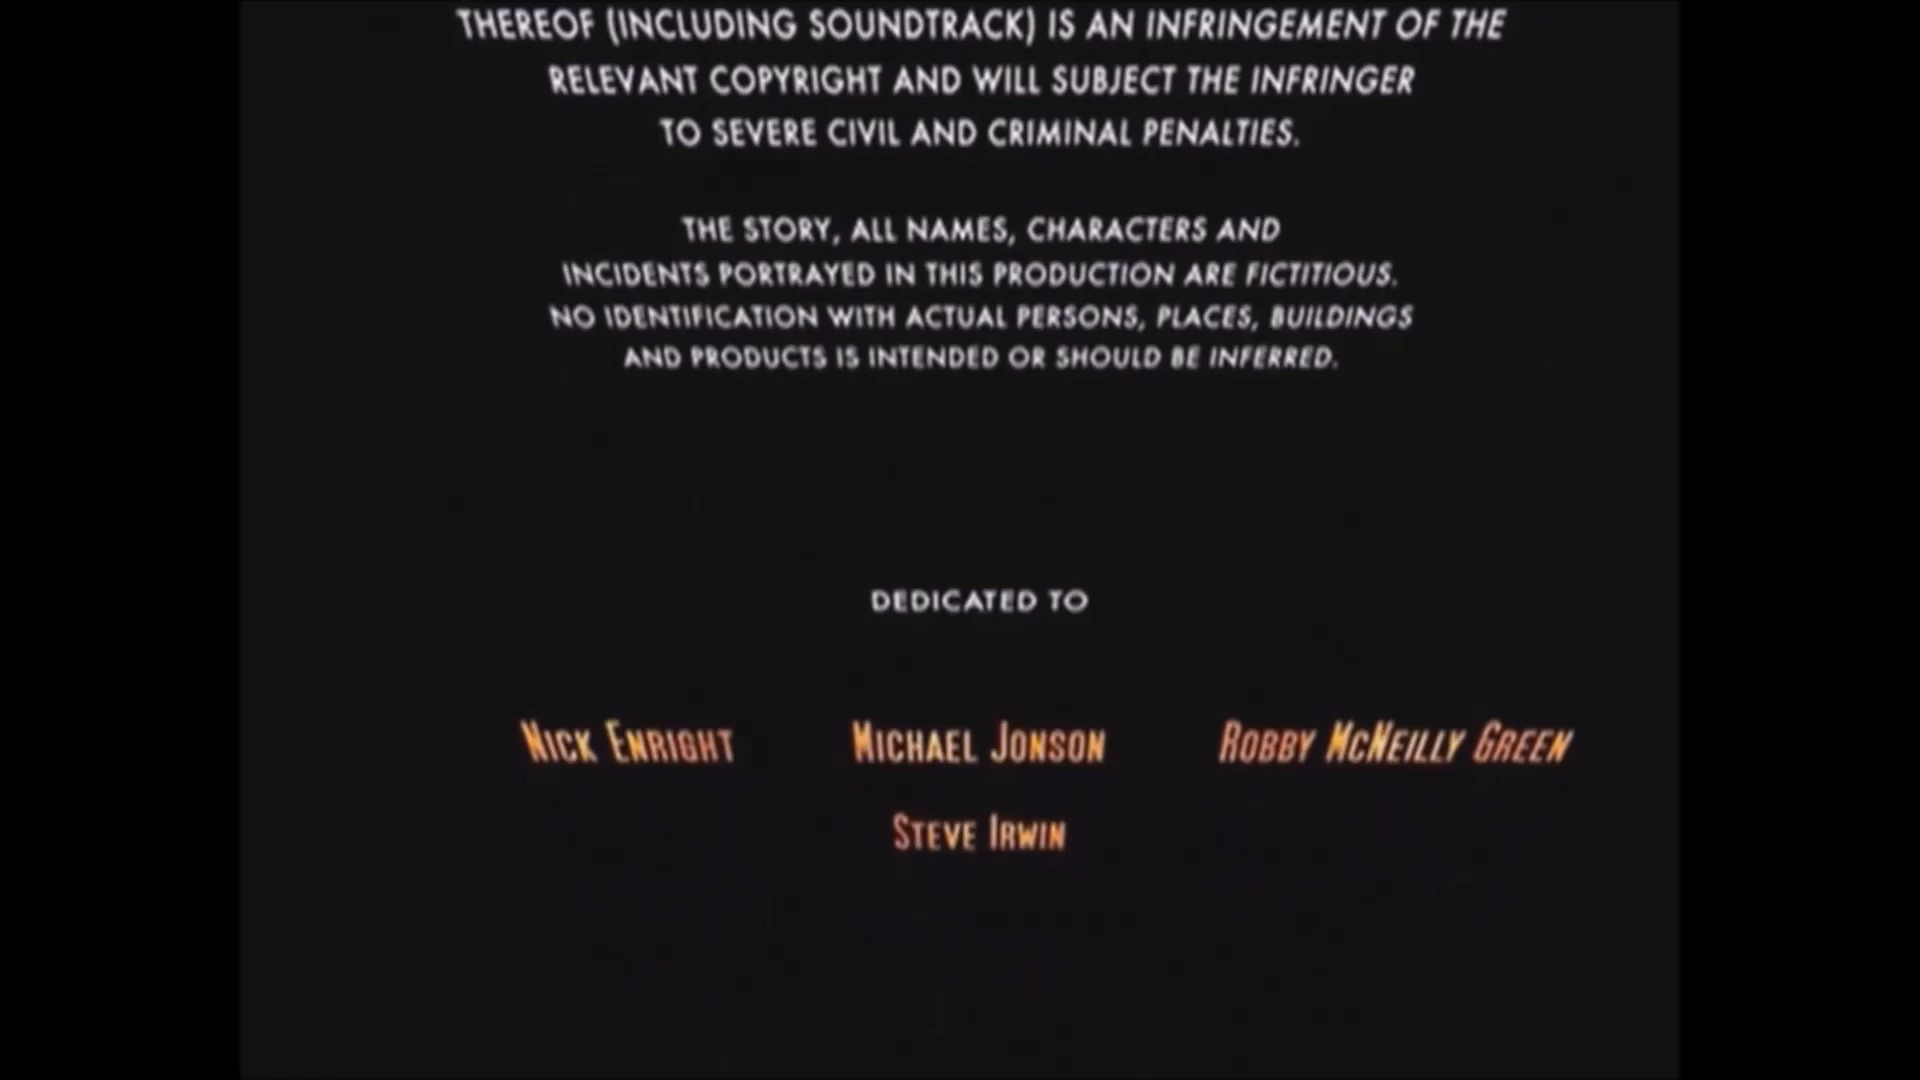 THEREOF (INCLUDING SOUNDTRACK) IS AN INFRINGEMENT OF THE
RELEVANT COPYRIGHT AND WILL SUBJECT THE INFRINGER
TO SEVERE CIVIL AND CRIMINAL PENALTIES.
THE STORY, ALL NAMES, CHARACTERS AND
INCIDENTS PORTRAYED IN THIS PRODUCTION ARE FICTITIOUS.
NO IDENTIFICATION WITH ACTUAL PERSONS, PLACES, BUILDINGS
AND PRODUCTS IS INTENDED OR SHOULD BE INFERRED.
DEDICATED TO
NICK ENRIGHT MICHAEL JONSON ROBBY MCNEILLY GREEN
STEVE IRWIN